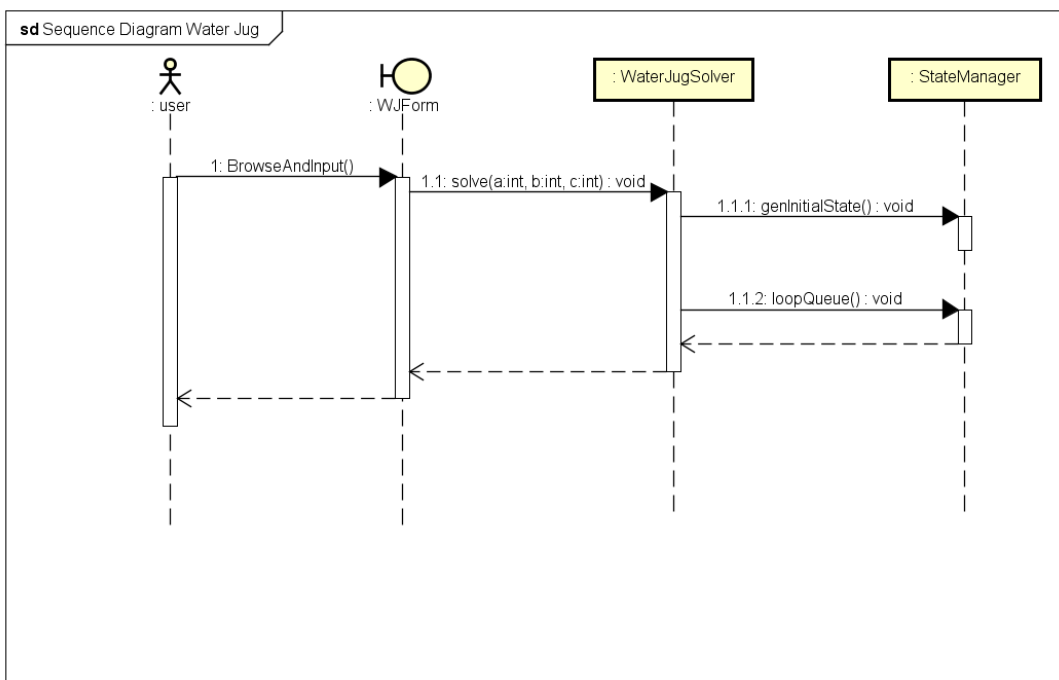 sd Sequence Diagram Water Jug
: user
: WJForm
: WaterJugSolver
: StateManager
1: BrowseAndInput()
1.1: solve(a:int, b:int, c:int) : void
1.1.1: genInitialState() : void
1.1.2: loopQueue() : void